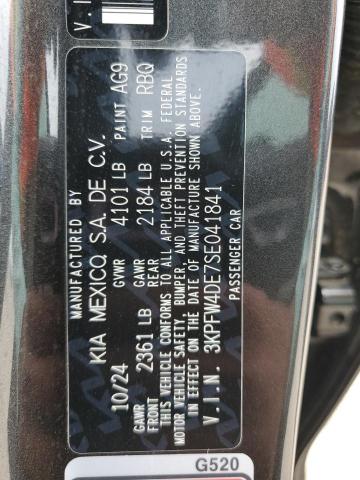 V.I
MANUFACTURED BY
KIA MEXICO, S.A. DE C.V.
10/24 GVWR 4101 LB PAINT AG9
GAWR FRONT 2361 LB GAWR REAR 2184 LB TRIM RBQ
THIS VEHICLE CONFORMS TO ALL APPLICABLE U.S.A. FEDERAL
MOTOR VEHICLE SAFETY, BUMPER, AND THEFT PREVENTION STANDARDS
IN EFFECT ON THE DATE OF MANUFACTURE SHOWN ABOVE.
V.I.N. 3KPFW4DE7SE041841
PASSENGER CAR
G520